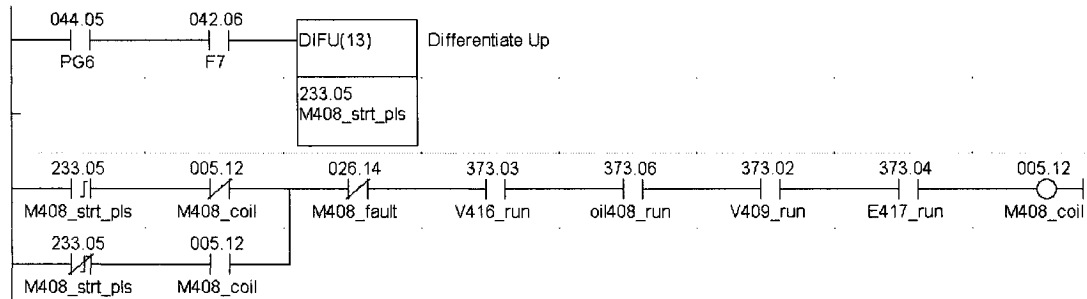 044.05 042.06
DIFU(13) Differentiate Up
PG6 F7
233.05
M408_strt_pls
233.05 005.12 026.14 373.03 373.06 373.02 373.04 005.12
M408_strt_pls M408_coil M408_fault V416_run oil408_run V409_run E417_run M408_coil
233.05 005.12
M408_strt_pls M408_coil